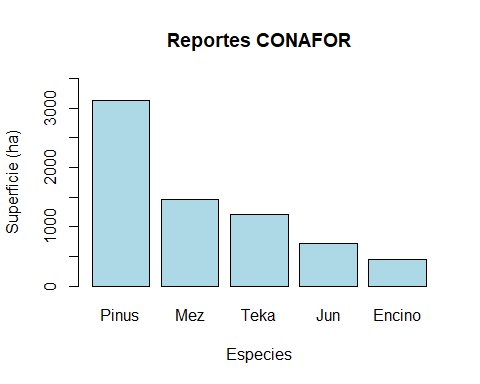 Reportes CONAFOR
Superficie (ha)
3000
2000
1000
0
Pinus Mez Teka Jun Encino
Especies